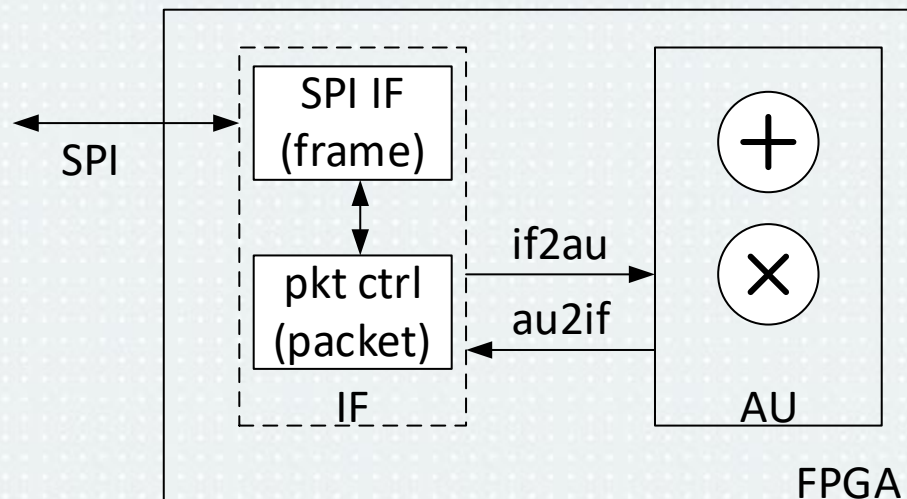 SPI
SPI IF
(frame)
pkt ctrl
(packet)
IF
if2au
au2if
+
×
AU
FPGA